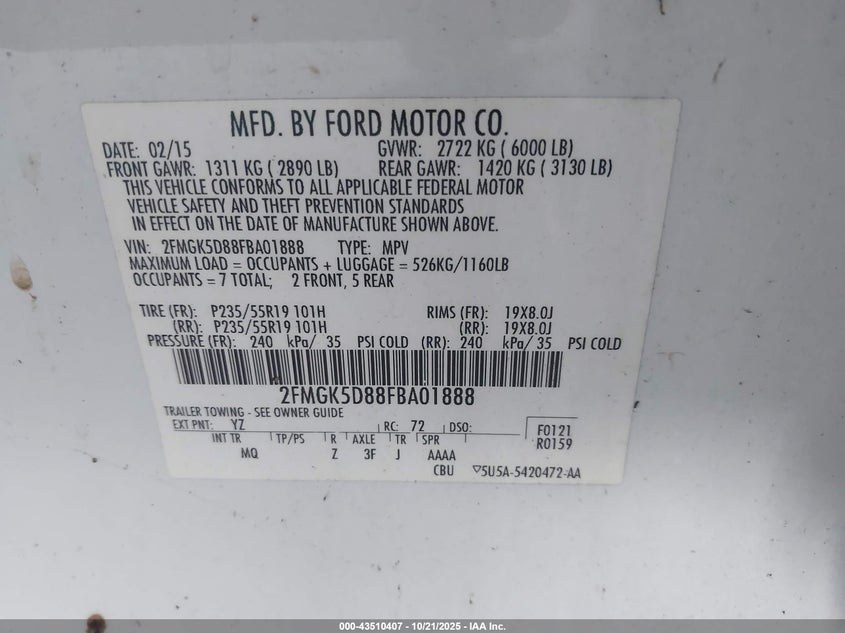 MFD. BY FORD MOTOR CO.
DATE: 02/15 GVWR: 2722 KG ( 6000 LB)
FRONT GAWR: 1311 KG ( 2890 LB) REAR GAWR: 1420 KG ( 3130 LB)
THIS VEHICLE CONFORMS TO ALL APPLICABLE FEDERAL MOTOR
VEHICLE SAFETY AND THEFT PREVENTION STANDARDS
IN EFFECT ON THE DATE OF MANUFACTURE SHOWN ABOVE.
VIN: 2FMGK5D88FBA01888 TYPE: MPV
MAXIMUM LOAD = OCCUPANTS + LUGGAGE = 526KG/1160LB
OCCUPANTS = 7 TOTAL; 2 FRONT, 5 REAR
TIRE (FR): P235/55R19 101H RIMS (FR): 19X8.0J
(RR): P235/55R19 101H (RR): 19X8.0J
PRESSURE (FR): 240 kPa/ 35 PSI COLD (RR): 240 kPa/ 35 PSI COLD
2FMGK5D88FBA01888
TRAILER TOWING - SEE OWNER GUIDE
EXT PNT: YZ RC: 72 DSO: F0121
INT TR TP/PS R AXLE TR SPR R0159
MQ Z 3F J AAAA
CBU ▽5U5A-5420472-AA
000-43510407 - 10/21/2025 - IAA Inc.